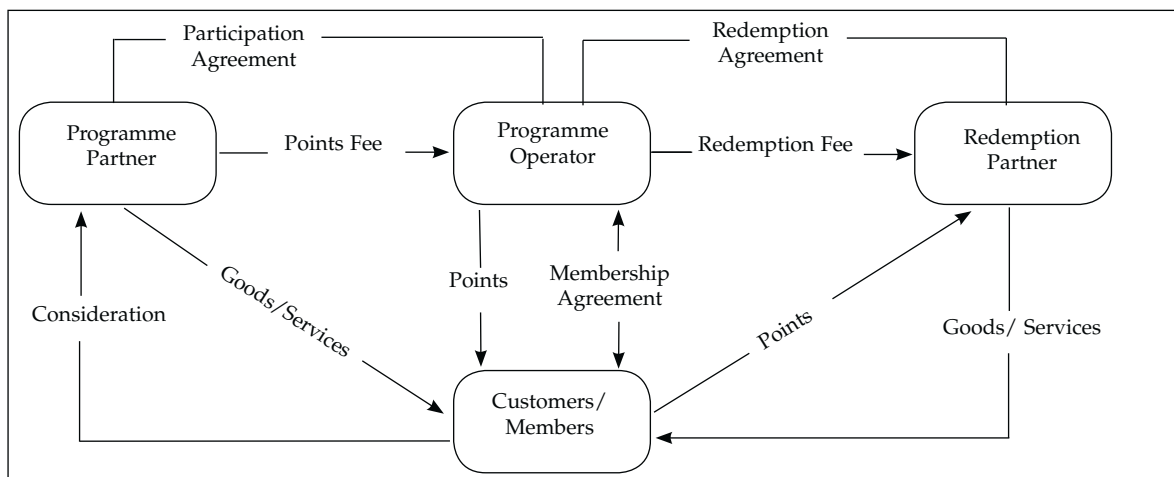 Participation
Agreement
Redemption
Agreement
Programme
Partner
Points Fee
Programme
Operator
Redemption Fee
Redemption
Partner
Consideration
Goods/Services
Points
Membership
Agreement
Points
Goods/ Services
Customers/
Members